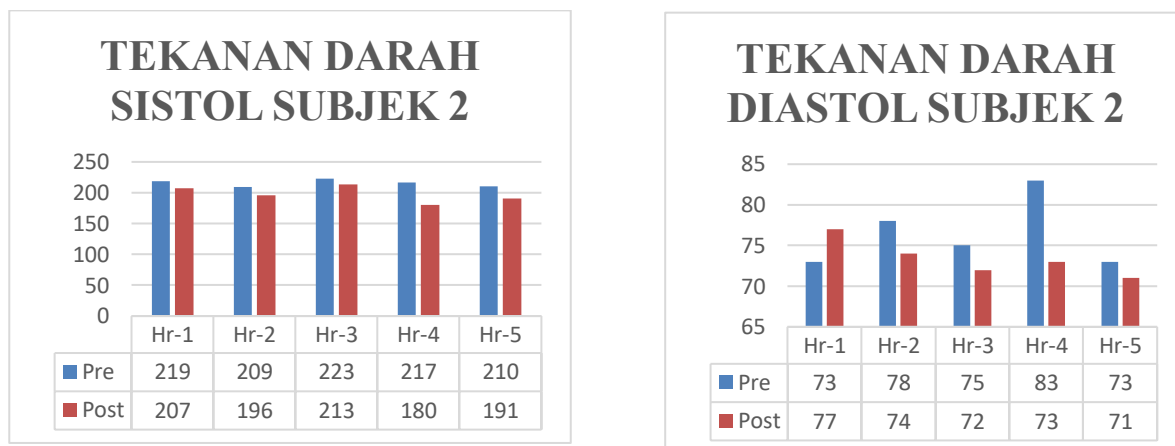 TEKANAN DARAH
SISTOL SUBJEK 2
250
200
150
100
50
0
Hr-1 Hr-2 Hr-3 Hr-4 Hr-5
Pre 219 209 223 217 210
Post 207 196 213 180 191
TEKANAN DARAH
DIASTOL SUBJEK 2
85
80
75
70
65
Hr-1 Hr-2 Hr-3 Hr-4 Hr-5
Pre 73 78 75 83 73
Post 77 74 72 73 71